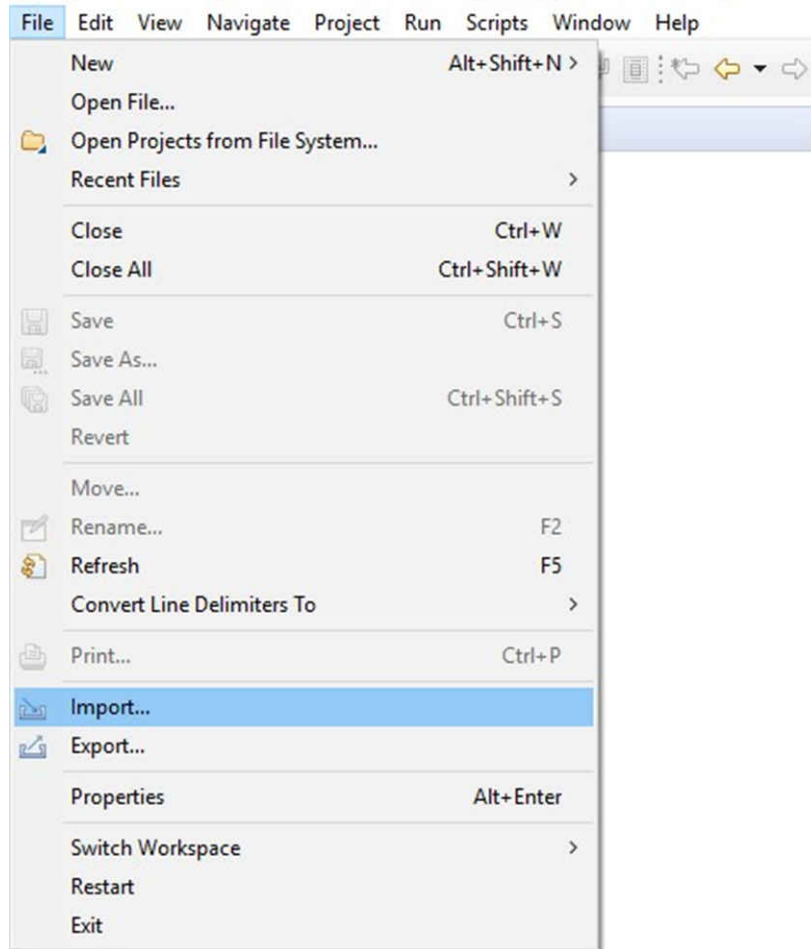 File Edit View Navigate Project Run Scripts Window Help
New Alt+Shift+N >
Open File...
Open Projects from File System...
Recent Files >
Close Ctrl+W
Close All Ctrl+Shift+W
Save Ctrl+S
Save As...
Save All Ctrl+Shift+S
Revert
Move...
Rename... F2
Refresh F5
Convert Line Delimiters To >
Print... Ctrl+P
Import...
Export...
Properties Alt+Enter
Switch Workspace >
Restart
Exit